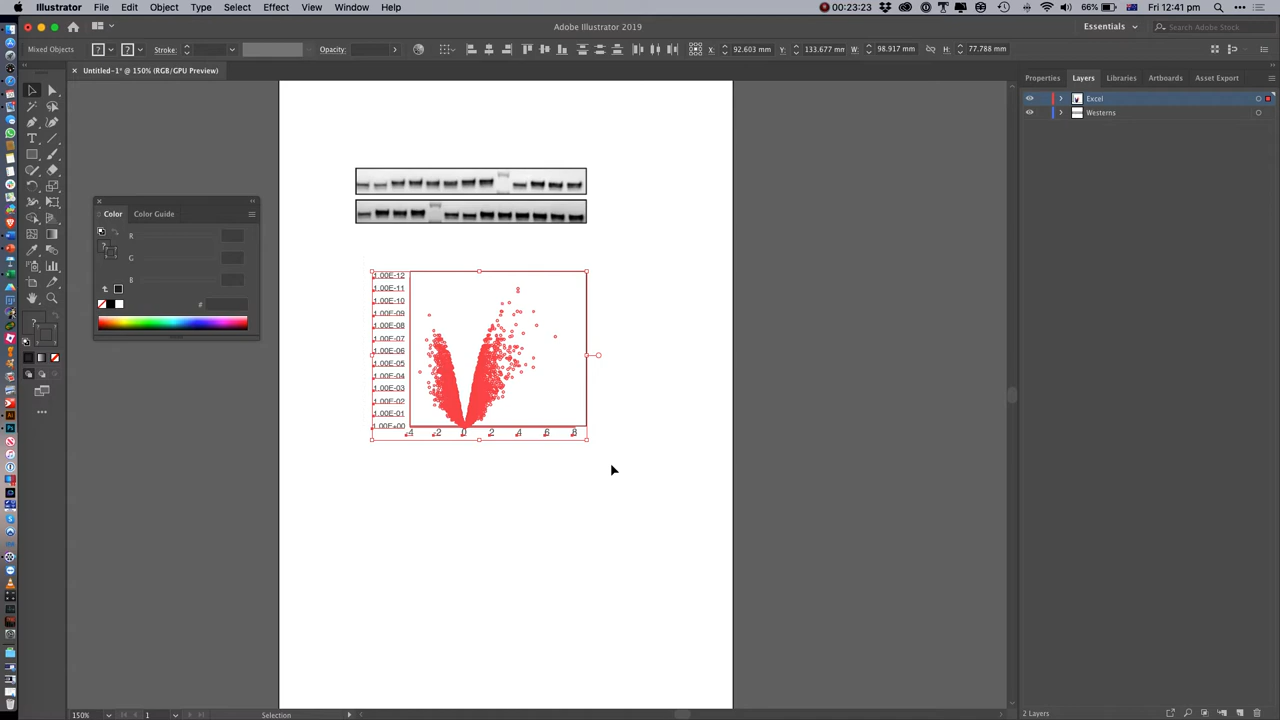 Illustrator File Edit Object Type Select Effect View Window Help
00:23:23 66% Fri 12:41 pm
Adobe Illustrator 2019
Essentials
Search Adobe Stock
Mixed Objects Stroke: Opacity: X: 92.603 mm Y: 133.677 mm W: 98.917 mm H: 77.788 mm
× Untitled-1* @ 150% (RGB/GPU Preview)
Properties Layers Libraries Artboards Asset Export
Excel
Westerns
Color Color Guide
R
G
B
#
1.00E-12
1.00E-11
1.00E-10
1.00E-09
1.00E-08
1.00E-07
1.00E-06
1.00E-05
1.00E-04
1.00E-03
1.00E-02
1.00E-01
1.00E+00
-4 -2 0 2 4 6 8
150% 1 Selection
2 Layers